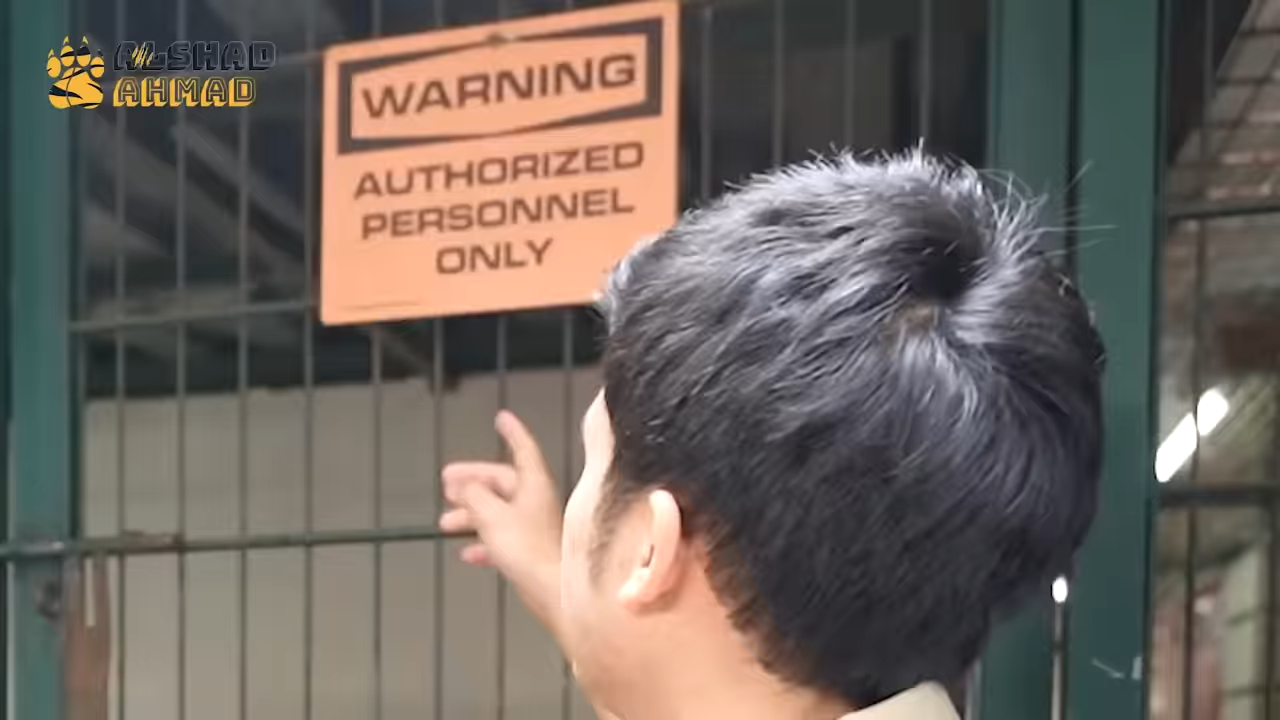 ALSHAD
AHMAD
WARNING
AUTHORIZED
PERSONNEL
ONLY